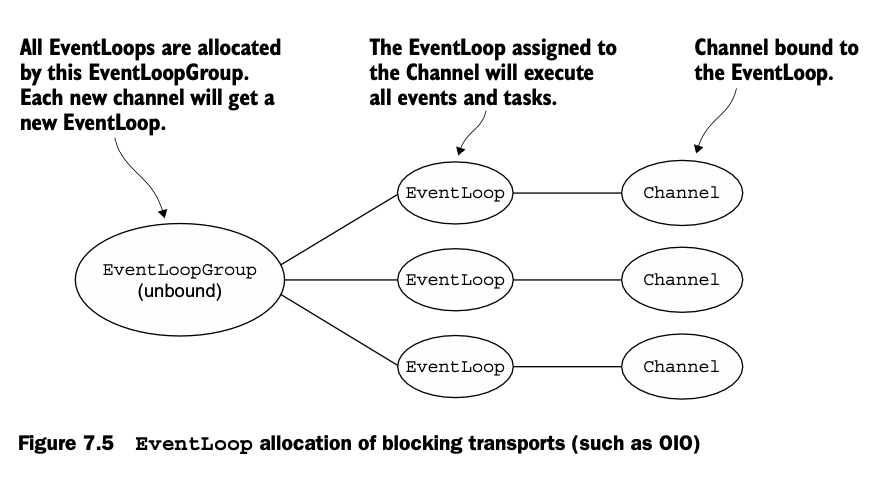 All EventLoops are allocated
by this EventLoopGroup.
Each new channel will get a
new EventLoop.
The EventLoop assigned to
the Channel will execute
all events and tasks.
Channel bound to
the EventLoop.
EventLoopGroup
(unbound)
EventLoop
Channel
EventLoop
Channel
EventLoop
Channel
Figure 7.5 EventLoop allocation of blocking transports (such as OIO)